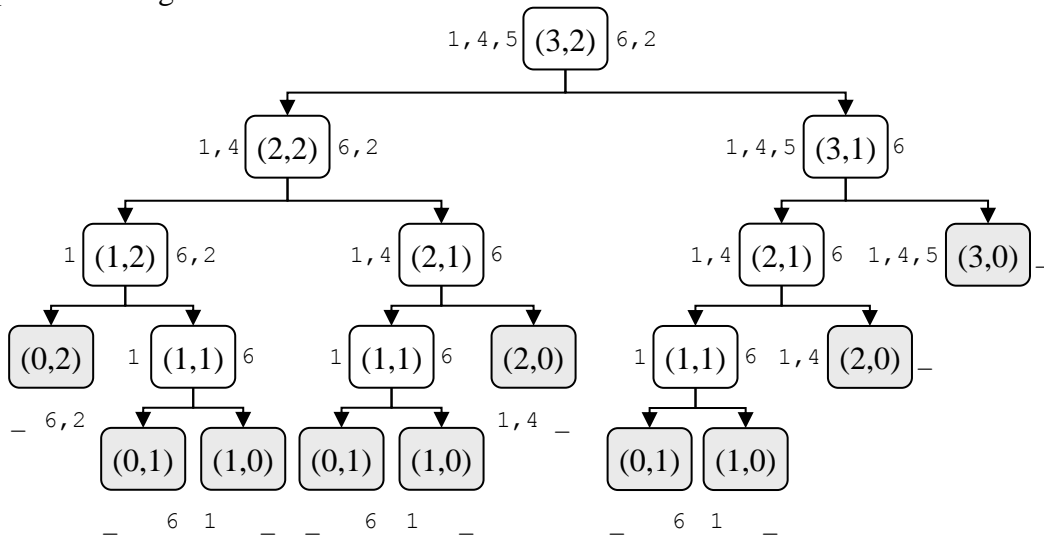 1,4,5 (3,2) 6,2
1,4 (2,2) 6,2 1,4,5 (3,1) 6
1 (1,2) 6,2 1,4 (2,1) 6 1,4 (2,1) 6 1,4,5 (3,0) _
(0,2) 1 (1,1) 6 1 (1,1) 6 (2,0) 1 (1,1) 6 1,4 (2,0) _
_ 6,2 1,4 _
(0,1) (1,0) (0,1) (1,0) (0,1) (1,0)
_ 6 1 _ _ 6 1 _ _ 6 1 _